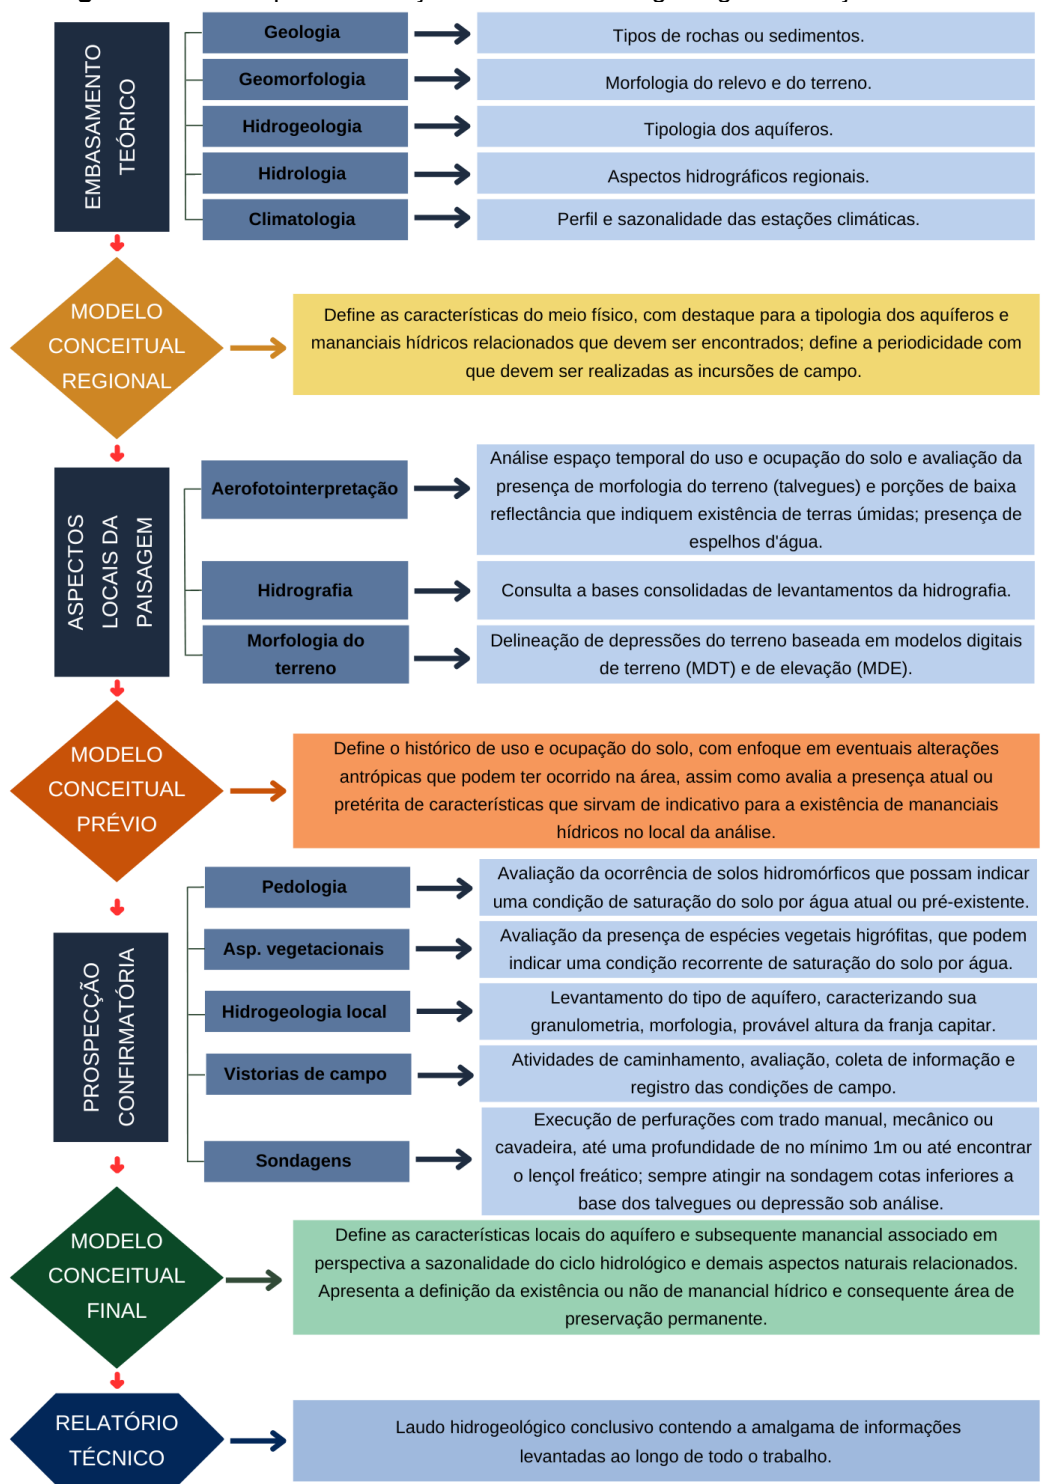 EMBASAMENTO
TEÓRICO
Geologia
Tipos de rochas ou sedimentos.
Geomorfologia
Morfologia do relevo e do terreno.
Hidrogeologia
Tipologia dos aquíferos.
Hidrologia
Aspectos hidrográficos regionais.
Climatologia
Perfil e sazonalidade das estações climáticas.
MODELO
CONCEITUAL
REGIONAL
Define as características do meio físico, com destaque para a tipologia dos aquíferos e
mananciais hídricos relacionados que devem ser encontrados; define a periodicidade com
que devem ser realizadas as incursões de campo.
ASPECTOS
LOCAIS DA
PAISAGEM
Aerofotointerpretação
Análise espaço temporal do uso e ocupação do solo e avaliação da
presença de morfologia do terreno (talvegues) e porções de baixa
reflectância que indiquem existência de terras úmidas; presença de
espelhos d'água.
Hidrografia
Consulta a bases consolidadas de levantamentos da hidrografia.
Morfologia do
terreno
Delineação de depressões do terreno baseada em modelos digitais
de terreno (MDT) e de elevação (MDE).
MODELO
CONCEITUAL
PRÉVIO
Define o histórico de uso e ocupação do solo, com enfoque em eventuais alterações
antrópicas que podem ter ocorrido na área, assim como avalia a presença atual ou
pretérita de características que sirvam de indicativo para a existência de mananciais
hídricos no local da análise.
PROSPECÇÃO
CONFIRMATÓRIA
Pedologia
Avaliação da ocorrência de solos hidromórficos que possam indicar
uma condição de saturação do solo por água atual ou pré-existente.
Asp. vegetacionais
Avaliação da presença de espécies vegetais higrófitas, que podem
indicar uma condição recorrente de saturação do solo por água.
Hidrogeologia local
Levantamento do tipo de aquífero, caracterizando sua
granulometria, morfologia, provável altura da franja capitar.
Vistorias de campo
Atividades de caminhamento, avaliação, coleta de informação e
registro das condições de campo.
Sondagens
Execução de perfurações com trado manual, mecânico ou
cavadeira, até uma profundidade de no mínimo 1m ou até encontrar
o lençol freático; sempre atingir na sondagem cotas inferiores a
base dos talvegues ou depressão sob análise.
MODELO
CONCEITUAL
FINAL
Define as características locais do aquífero e subsequente manancial associado em
perspectiva a sazonalidade do ciclo hidrológico e demais aspectos naturais relacionados.
Apresenta a definição da existência ou não de manancial hídrico e consequente área de
preservação permanente.
RELATÓRIO
TÉCNICO
Laudo hidrogeológico conclusivo contendo a amalgama de informações
levantadas ao longo de todo o trabalho.